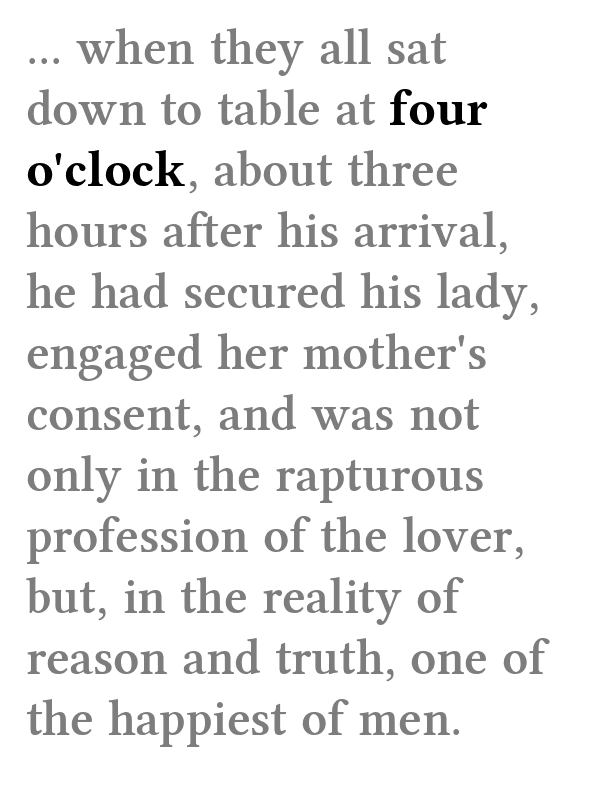 ... when they all sat
down to table at four
o'clock, about three
hours after his arrival,
he had secured his lady,
engaged her mother's
consent, and was not
only in the rapturous
profession of the lover,
but, in the reality of
reason and truth, one of
the happiest of men.